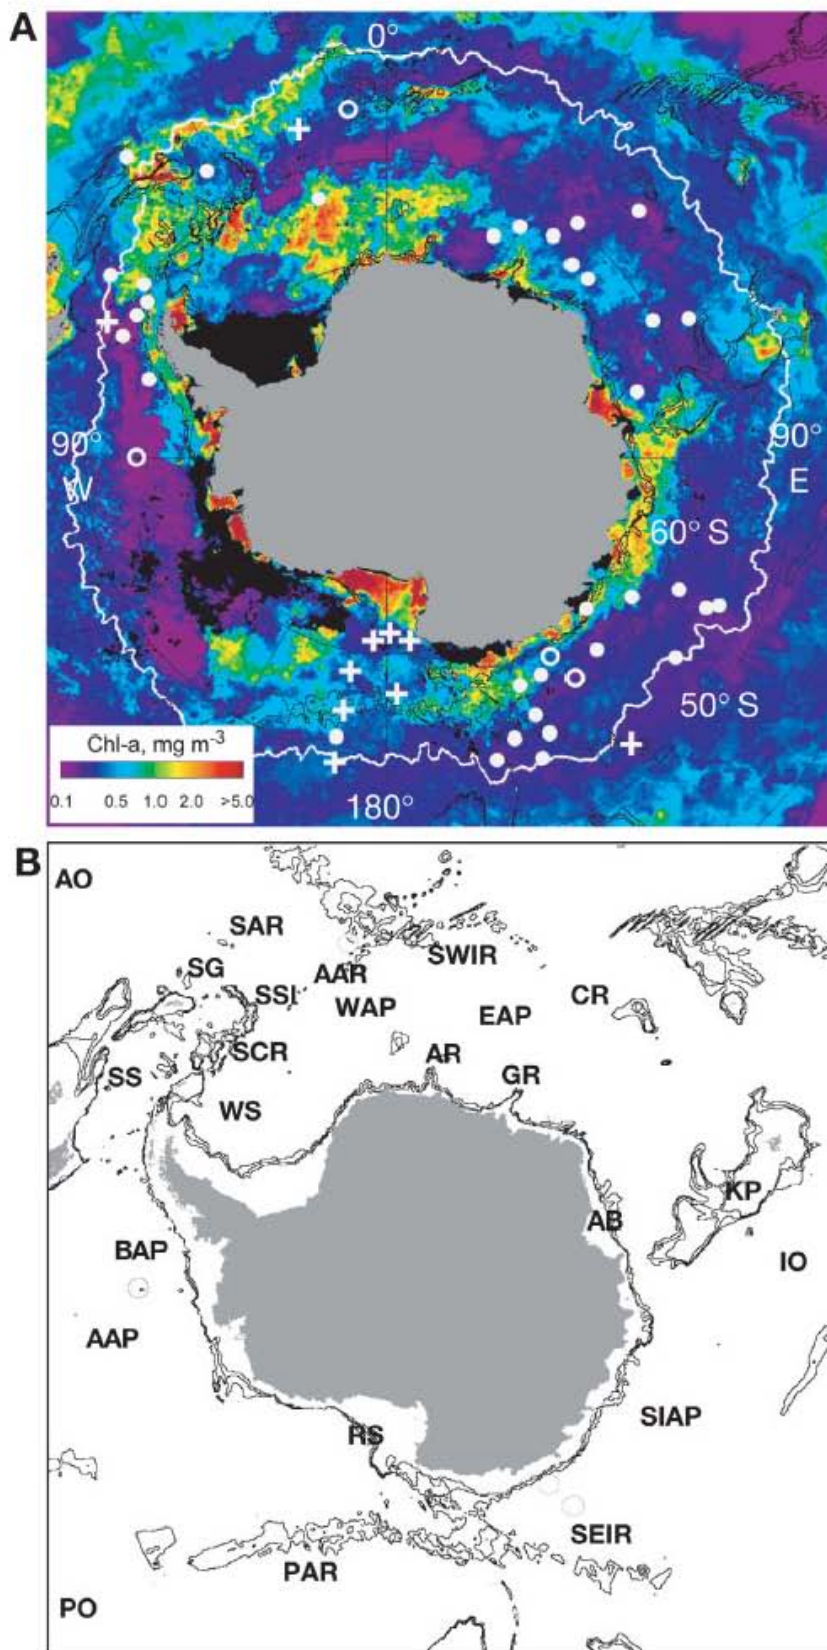 A
0°
90°
W
90°
E
60° S
50° S
Chl-a, mg m-3
0.1 0.5 1.0 2.0 >5.0
180°
B
AO
SAR
SWIR
SG
AAR
SSI
WAP
CR
EAP
SCR
AR
SS
GR
WS
KP
AB
BAP
IO
AAP
SIAP
RS
SEIR
PAR
PO